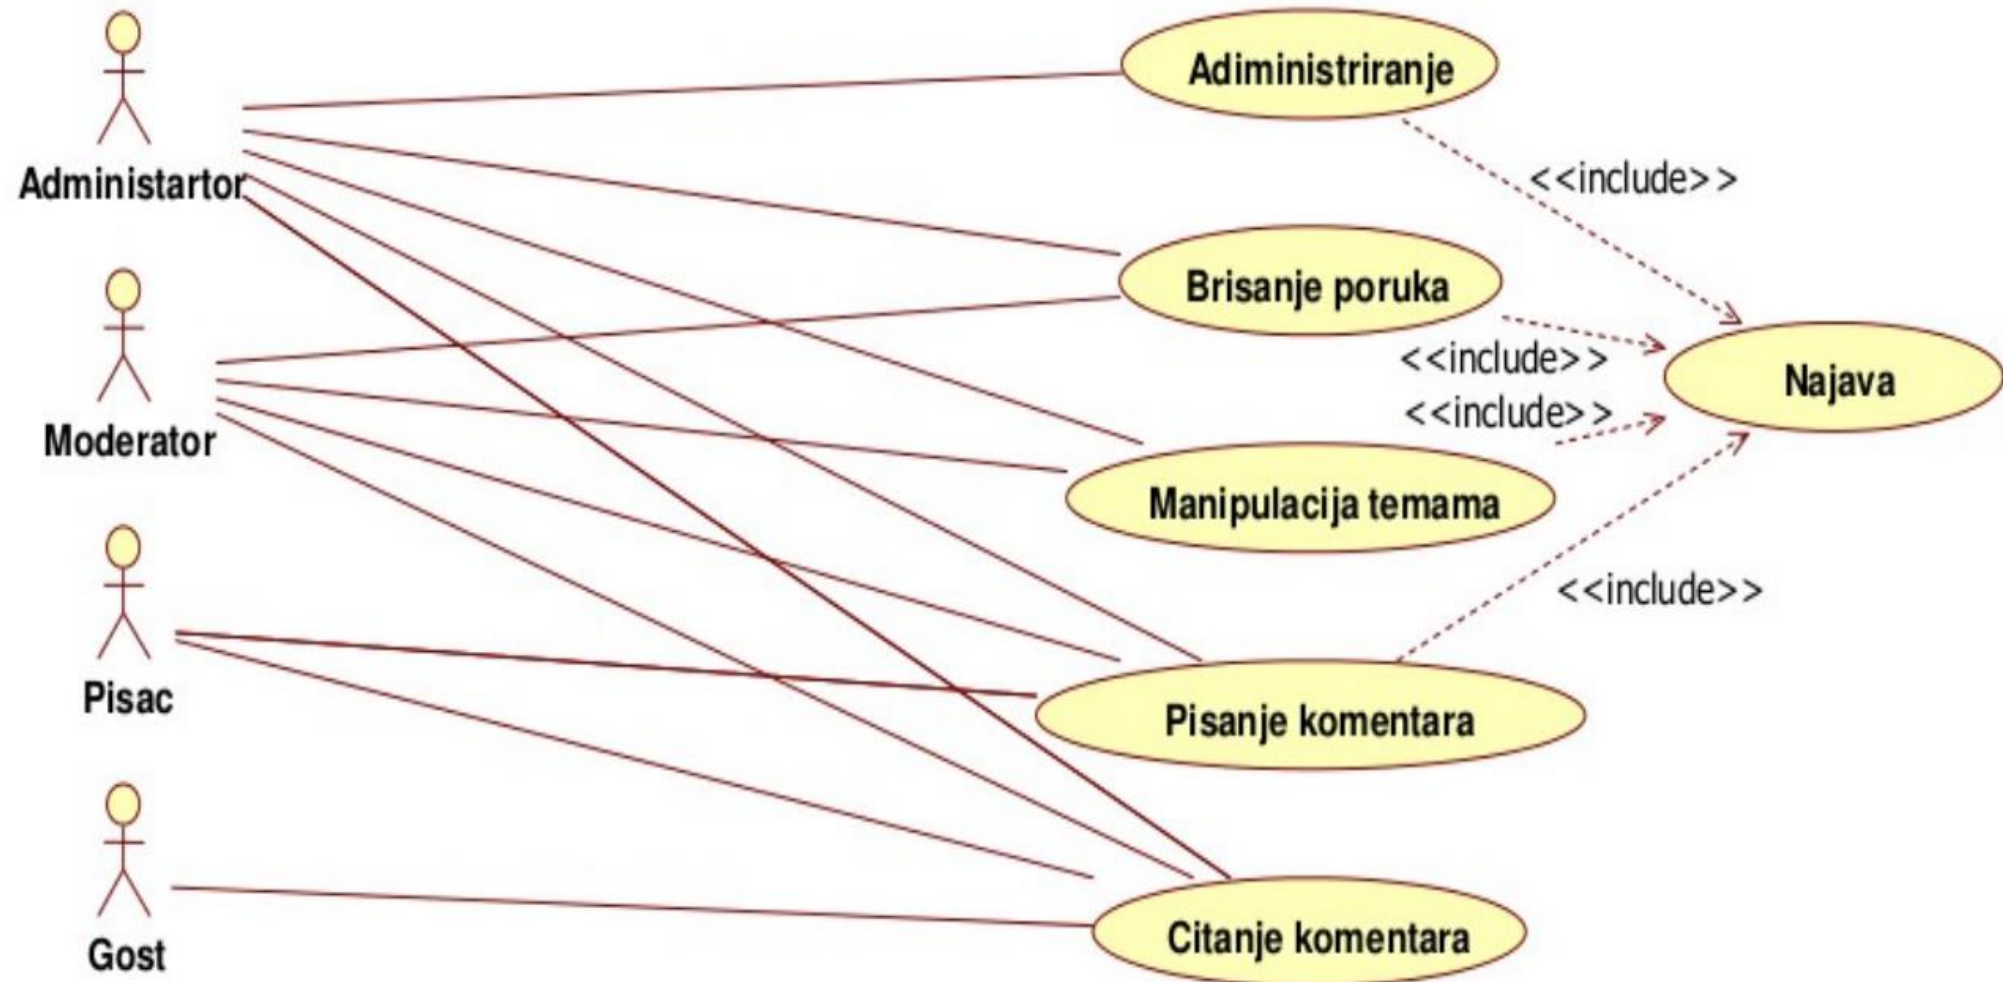 Adiministriranje
Administartor
<<include>>
Brisanje poruka
<<include>>
Najava
<<include>>
Moderator
Manipulacija temama
<<include>>
Pisac
Pisanje komentara
Gost
Citanje komentara